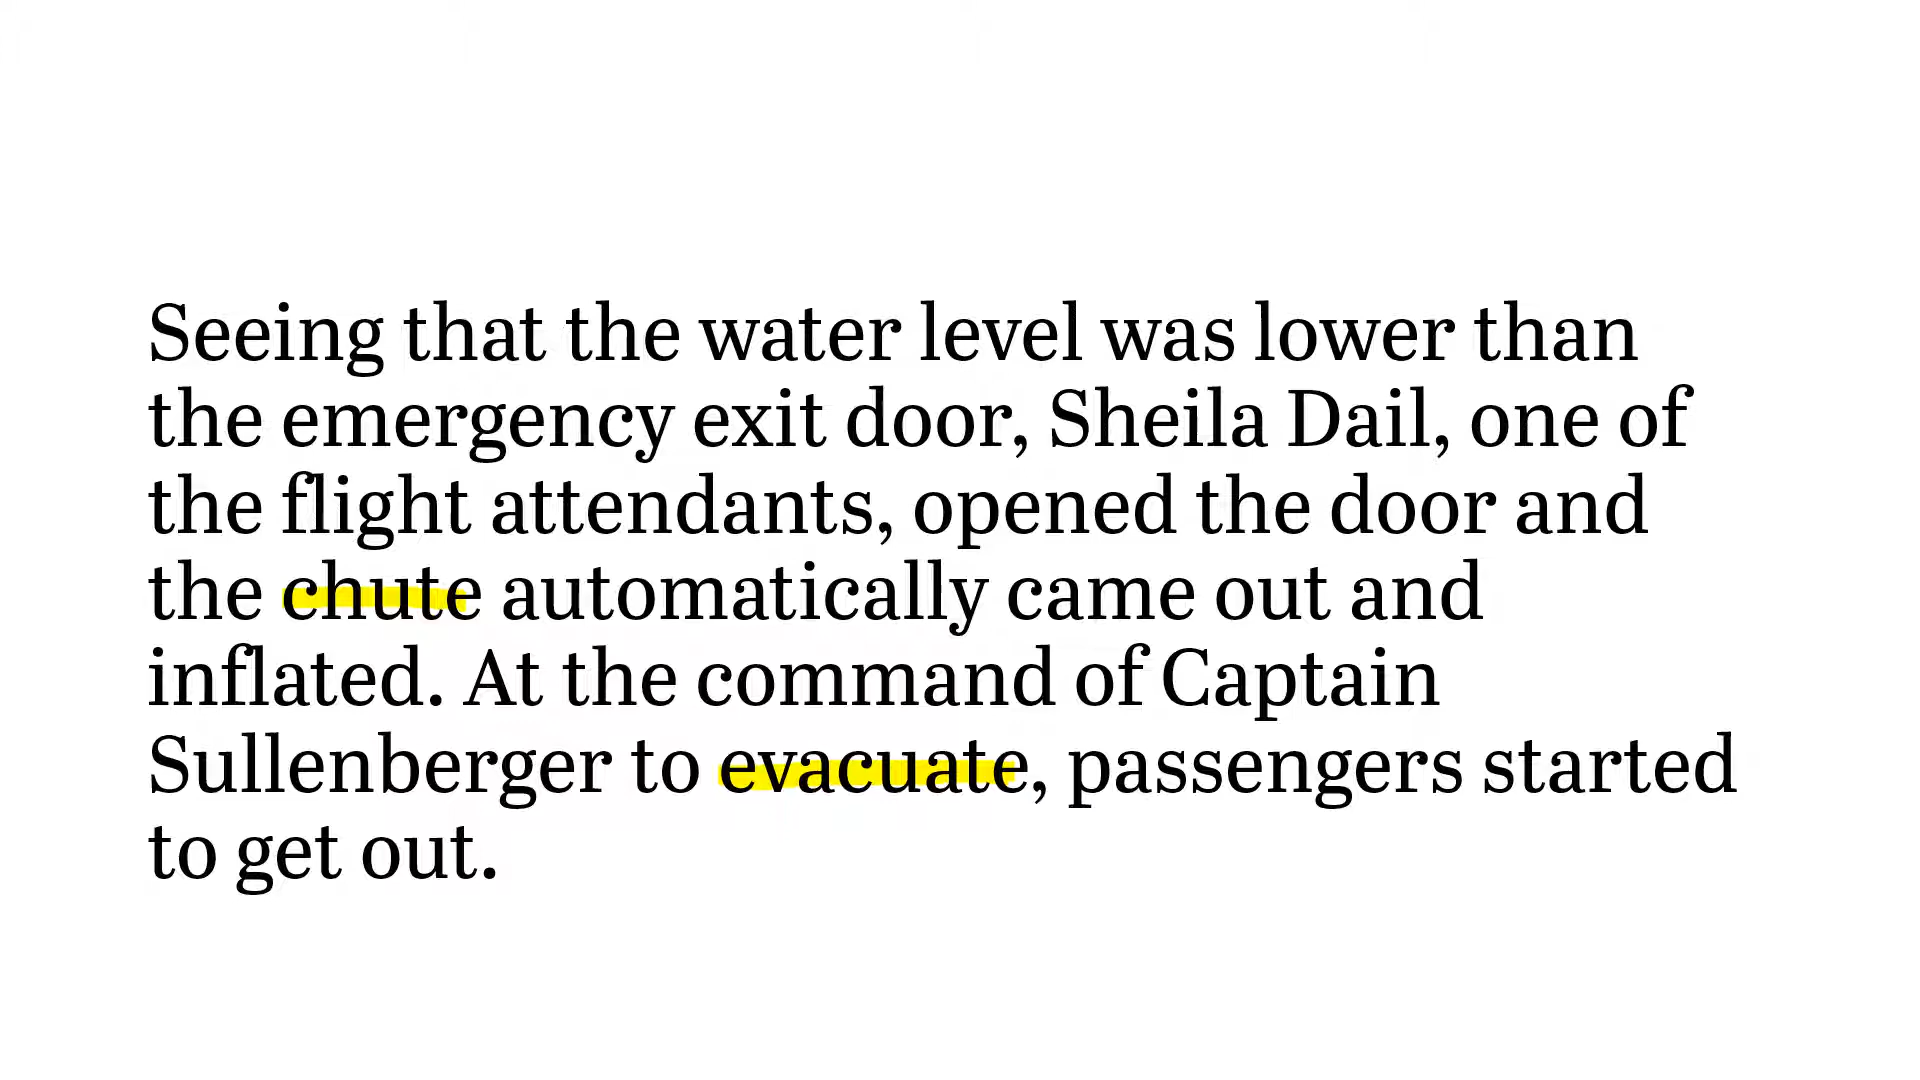 Seeing that the water level was lower than
the emergency exit door, Sheila Dail, one of
the flight attendants, opened the door and
the chute automatically came out and
inflated. At the command of Captain
Sullenberger to evacuate, passengers started
to get out.